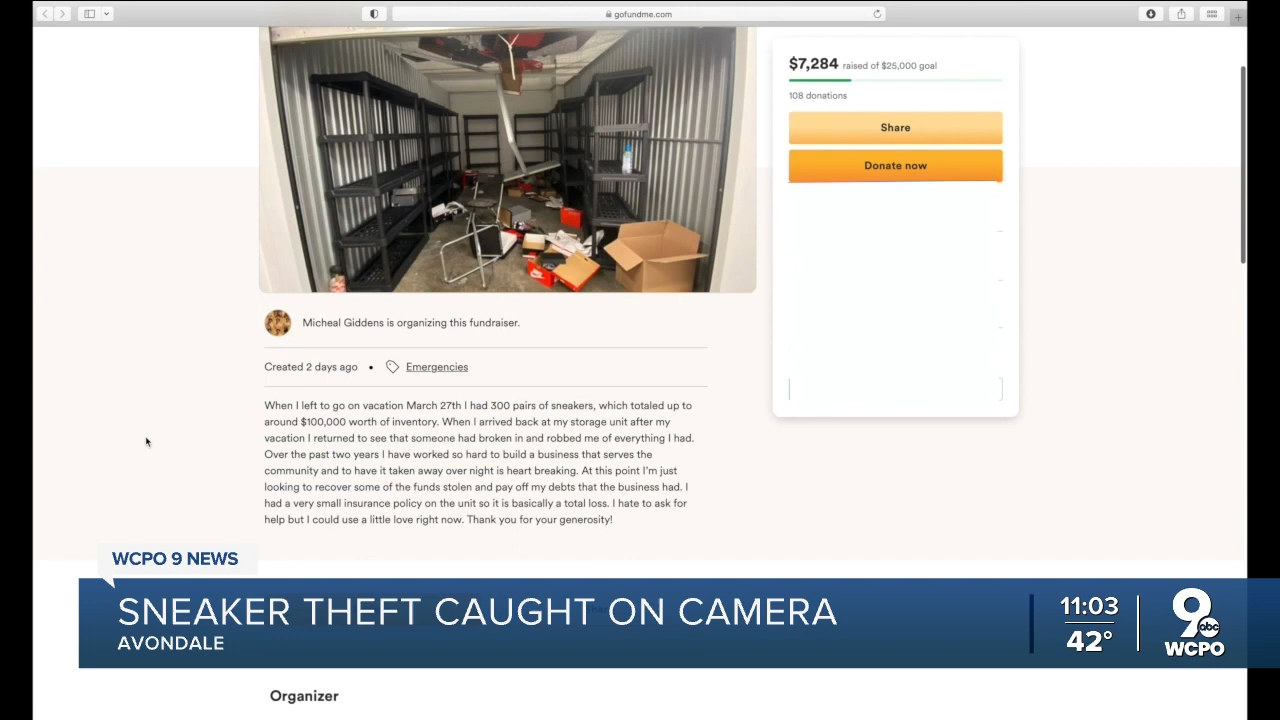 gofundme.com
$7,284 raised of $25,000 goal
108 donations
Share
Donate now
Micheal Giddens is organizing this fundraiser.
Created 2 days ago • Emergencies
When I left to go on vacation March 27th I had 300 pairs of sneakers, which totaled up to
around $100,000 worth of inventory. When I arrived back at my storage unit after my
vacation I returned to see that someone had broken in and robbed me of everything I had.
Over the past two years I have worked so hard to build a business that serves the
community and to have it taken away over night is heart breaking. At this point I'm just
looking to recover some of the funds stolen and pay off my debts that the business had. I
had a very small insurance policy on the unit so it is basically a total loss. I hate to ask for
help but I could use a little love right now. Thank you for your generosity!
WCPO 9 NEWS
SNEAKER THEFT CAUGHT ON CAMERA
AVONDALE
11:03
42°
9
abc
WCPO
Organizer